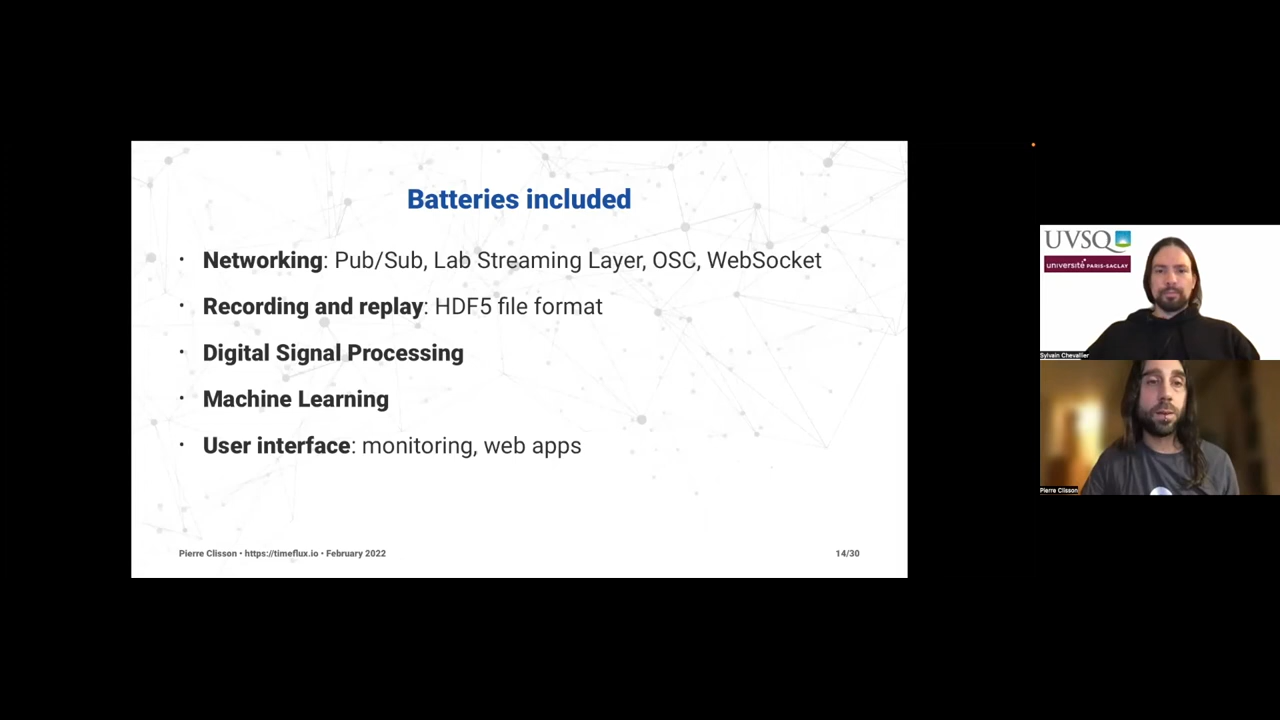 Batteries included
• Networking: Pub/Sub, Lab Streaming Layer, OSC, WebSocket
• Recording and replay: HDF5 file format
• Digital Signal Processing
• Machine Learning
• User interface: monitoring, web apps
Pierre Clisson • https://timeflux.io • February 2022
14/30
UVSQ
université PARIS-SACLAY
Sylvain Chevallier
Pierre Clisson